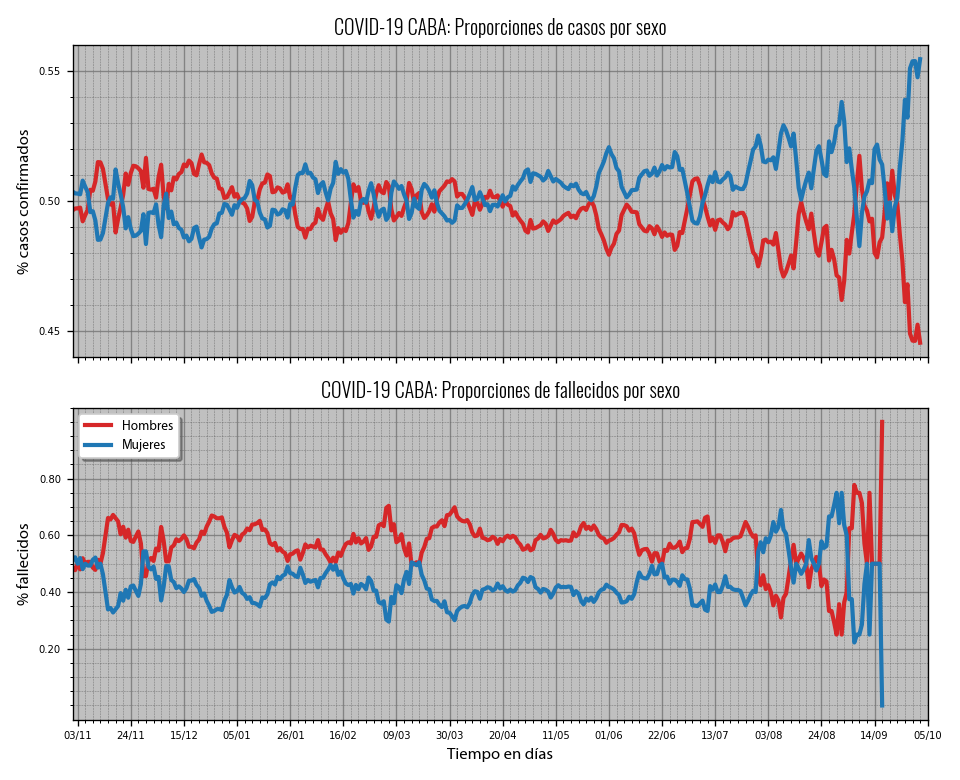 COVID-19 CABA: Proporciones de casos por sexo
0.55
0.50
0.45
% casos confirmados
COVID-19 CABA: Proporciones de fallecidos por sexo
Hombres
Mujeres
0.80
0.60
0.40
0.20
% fallecidos
03/11 24/11 15/12 05/01 26/01 16/02 09/03 30/03 20/04 11/05 01/06 22/06 13/07 03/08 24/08 14/09 05/10
Tiempo en días